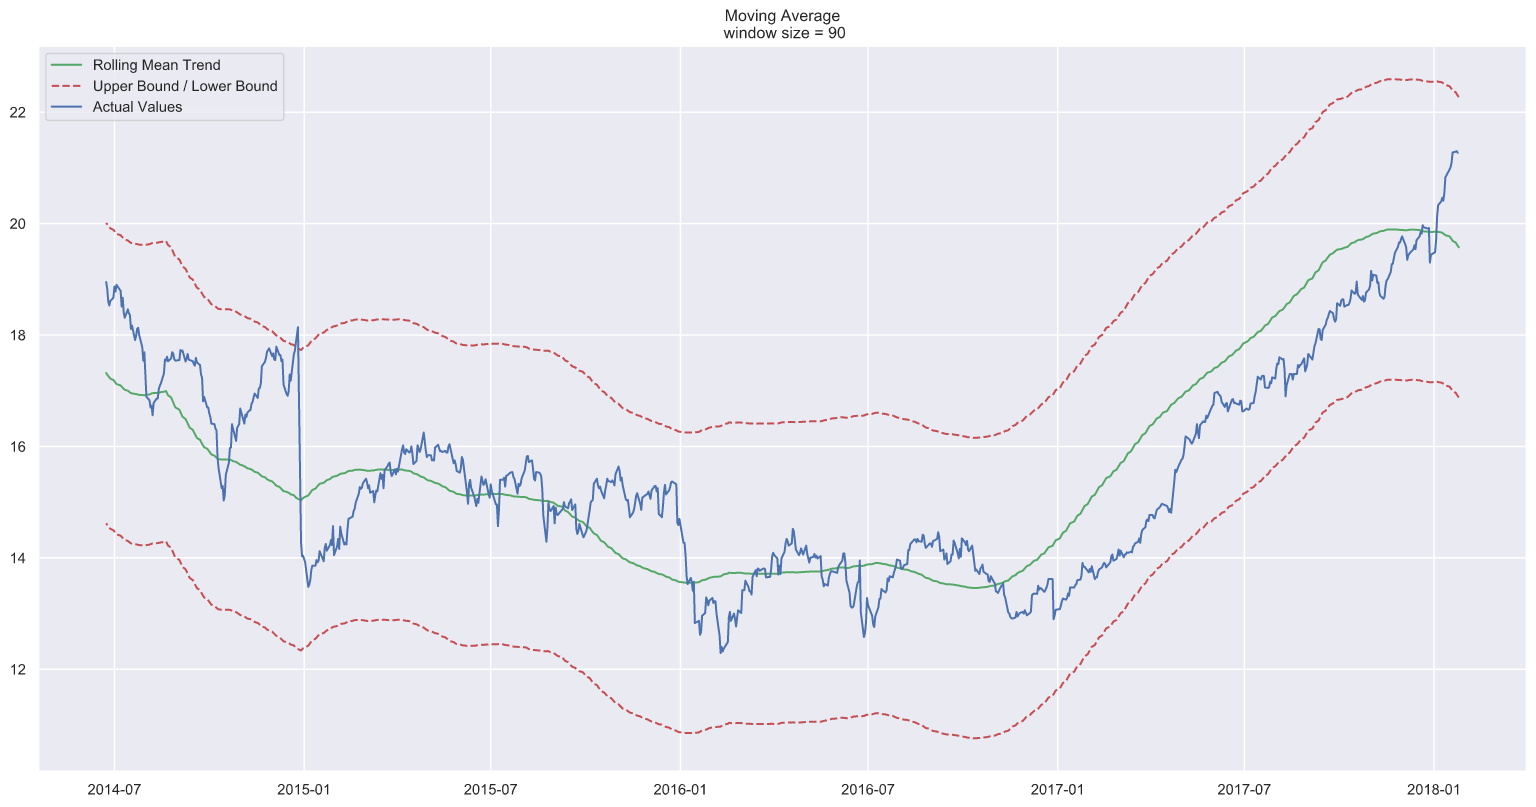 Moving Average
window size = 90
Rolling Mean Trend
Upper Bound / Lower Bound
Actual Values
22
20
18
16
14
12
2014-07
2015-01
2015-07
2016-01
2016-07
2017-01
2017-07
2018-01